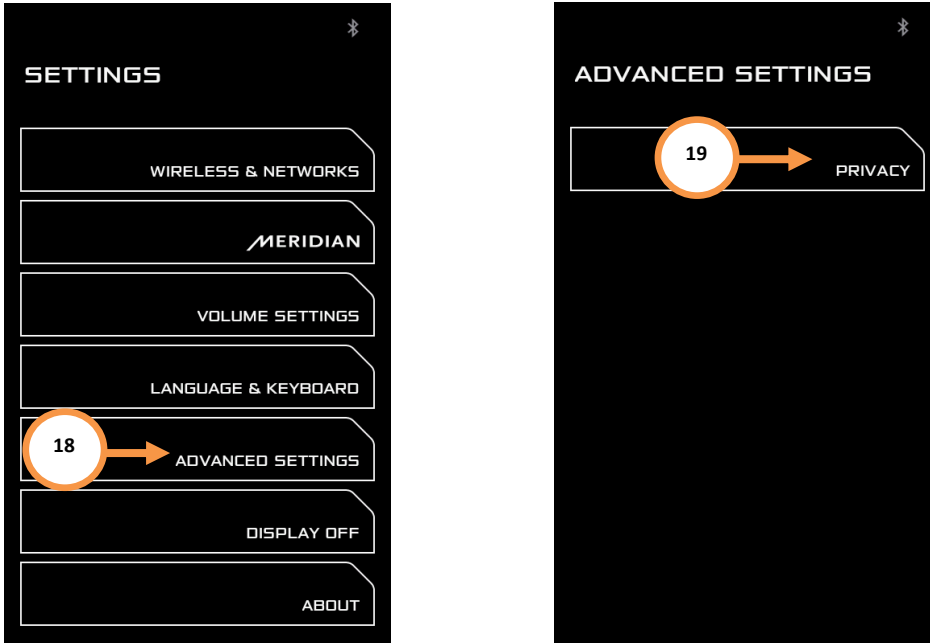 SETTINGS
WIRELESS & NETWORKS
MERIDIAN
VOLUME SETTINGS
LANGUAGE & KEYBOARD
18
ADVANCED SETTINGS
DISPLAY OFF
ABOUT
ADVANCED SETTINGS
19
PRIVACY